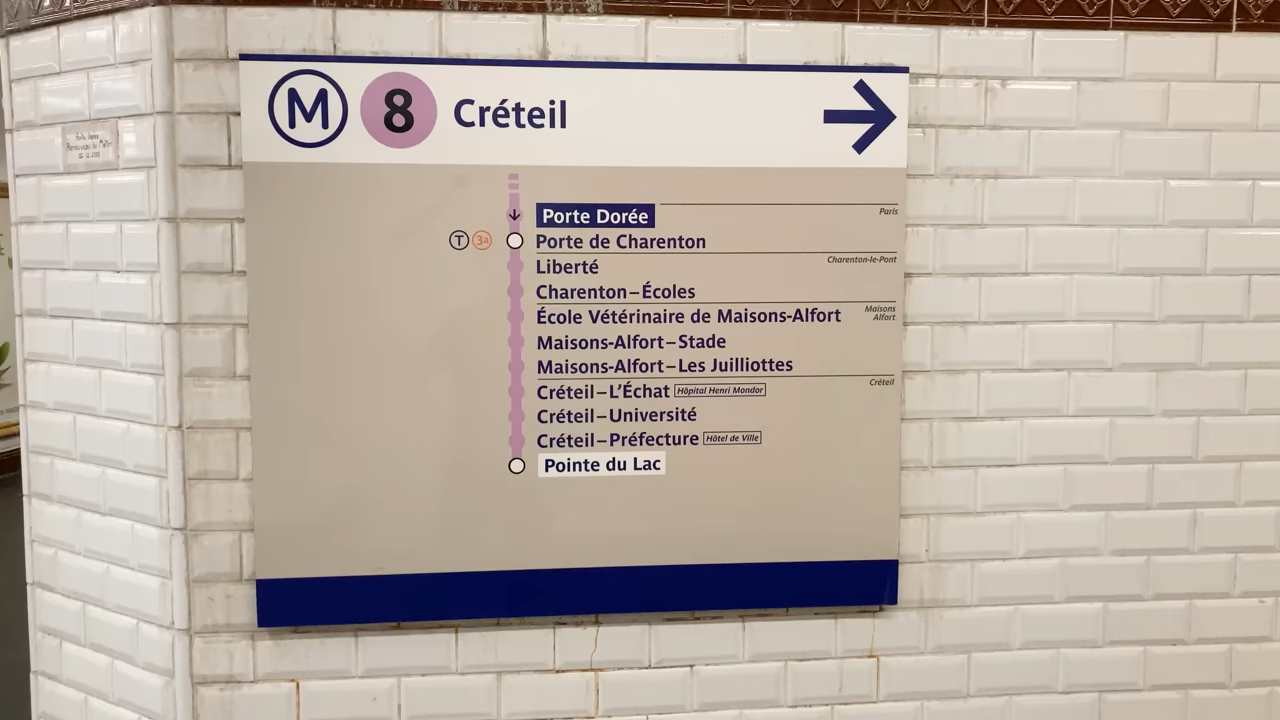 M 8 Créteil
Porte Dorée
Paris
T 3a Porte de Charenton
Liberté
Charenton-le-Pont
Charenton–Écoles
École Vétérinaire de Maisons-Alfort
Maisons
Alfort
Maisons-Alfort–Stade
Maisons-Alfort–Les Juilliottes
Créteil–L'Échat Hôpital Henri Mondor
Créteil
Créteil–Université
Créteil–Préfecture Hôtel de Ville
Pointe du Lac